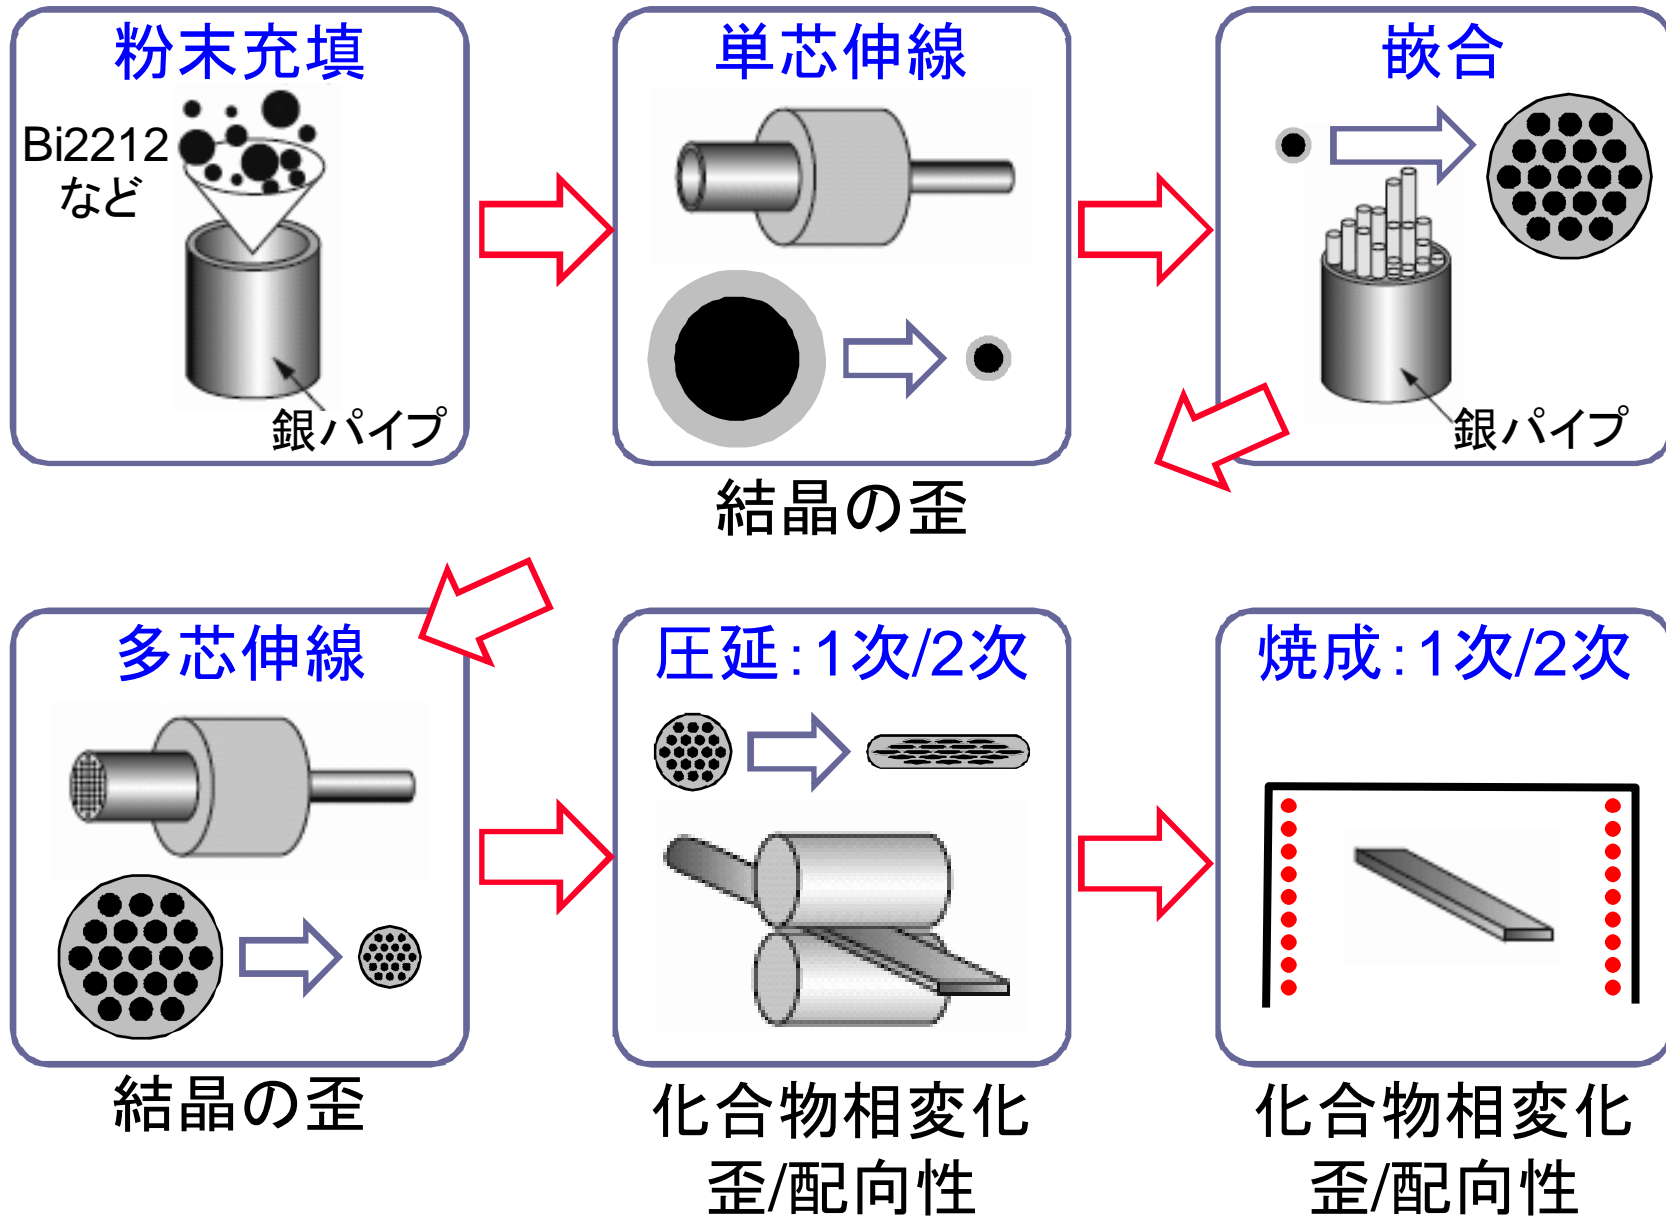 粉末充填
Bi2212
など
銀パイプ
単芯伸線
結晶の歪
嵌合
銀パイプ
多芯伸線
結晶の歪
圧延:1次/2次
化合物相変化
歪/配向性
焼成:1次/2次
化合物相変化
歪/配向性